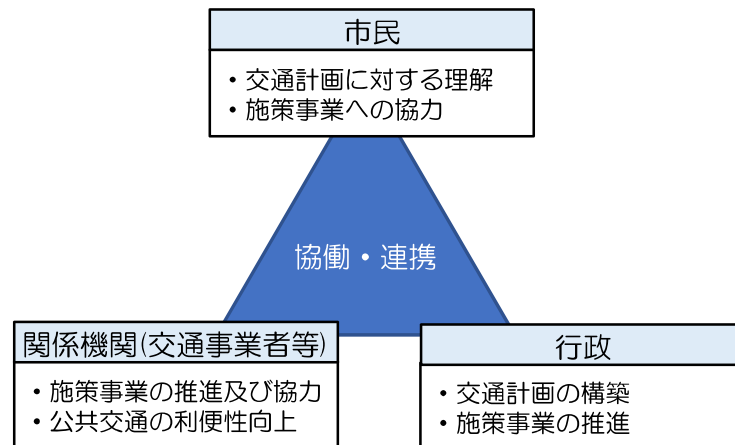 市民
・交通計画に対する理解
・施策事業への協力
協働・連携
関係機関(交通事業者等)
・施策事業の推進及び協力
・公共交通の利便性向上
行政
・交通計画の構築
・施策事業の推進